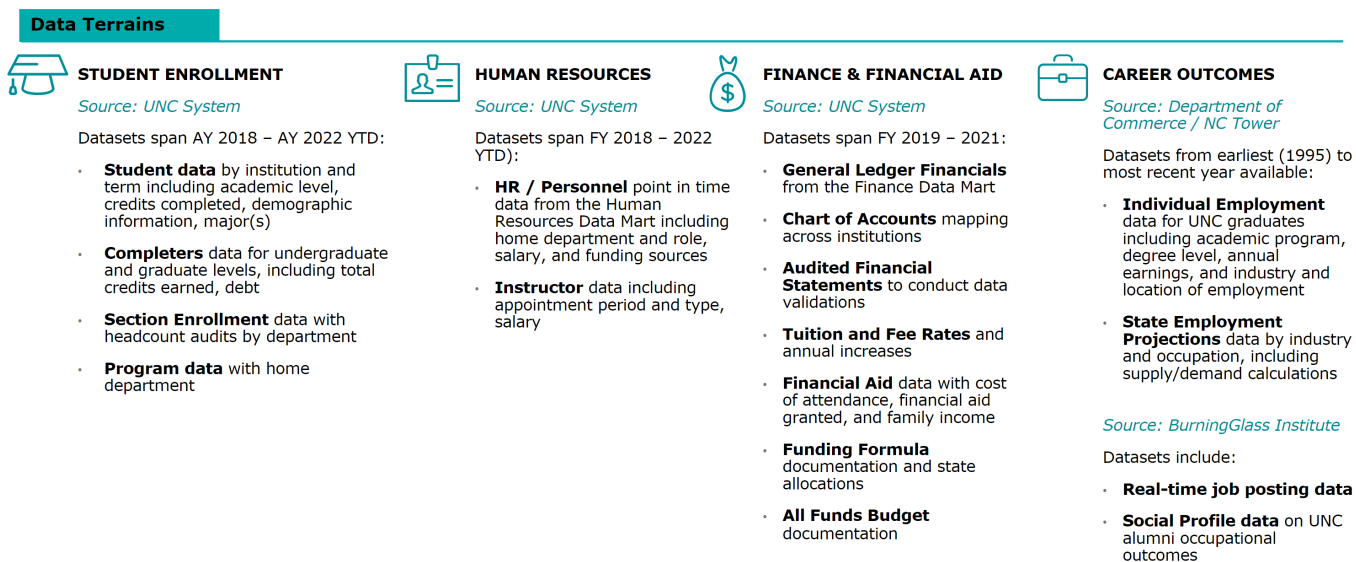 Data Terrains
STUDENT ENROLLMENT
Source: UNC System
Datasets span AY 2018 – AY 2022 YTD:
• Student data by institution and
term including academic level,
credits completed, demographic
information, major(s)
• Completers data for undergraduate
and graduate levels, including total
credits earned, debt
• Section Enrollment data with
headcount audits by department
• Program data with home
department
HUMAN RESOURCES
Source: UNC System
Datasets span FY 2018 – 2022
YTD):
• HR / Personnel point in time
data from the Human
Resources Data Mart including
home department and role,
salary, and funding sources
• Instructor data including
appointment period and type,
salary
$
FINANCE & FINANCIAL AID
Source: UNC System
Datasets span FY 2019 – 2021:
• General Ledger Financials
from the Finance Data Mart
• Chart of Accounts mapping
across institutions
• Audited Financial
Statements to conduct data
validations
• Tuition and Fee Rates and
annual increases
• Financial Aid data with cost
of attendance, financial aid
granted, and family income
• Funding Formula
documentation and state
allocations
• All Funds Budget
documentation
CAREER OUTCOMES
Source: Department of
Commerce / NC Tower
Datasets from earliest (1995) to
most recent year available:
• Individual Employment
data for UNC graduates
including academic program,
degree level, annual
earnings, and industry and
location of employment
• State Employment
Projections data by industry
and occupation, including
supply/demand calculations
Source: BurningGlass Institute
Datasets include:
• Real-time job posting data
• Social Profile data on UNC
alumni occupational
outcomes